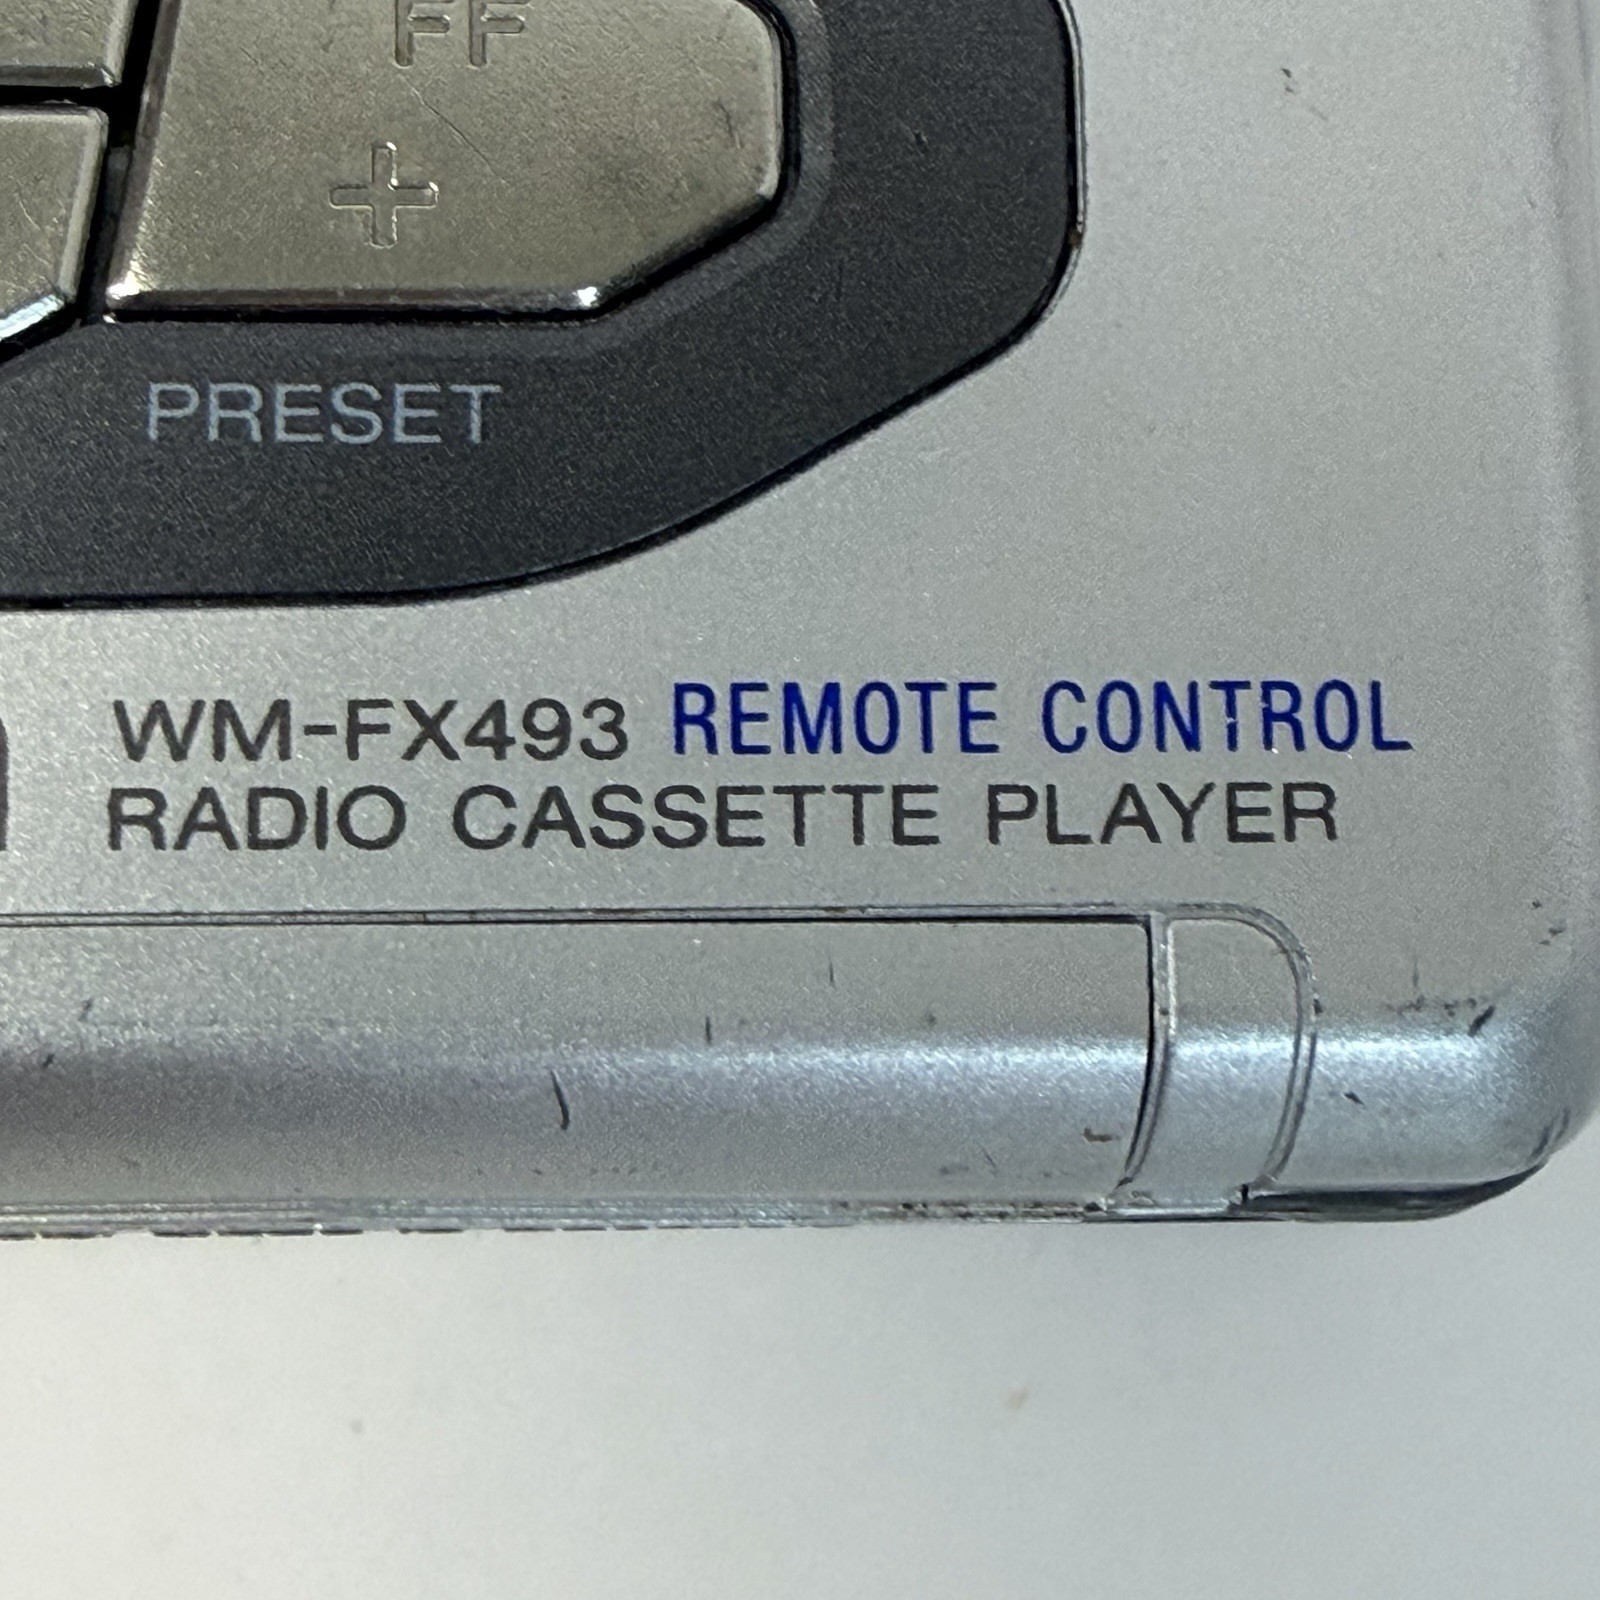 FF
+
PRESET
WM-FX493 REMOTE CONTROL
RADIO CASSETTE PLAYER